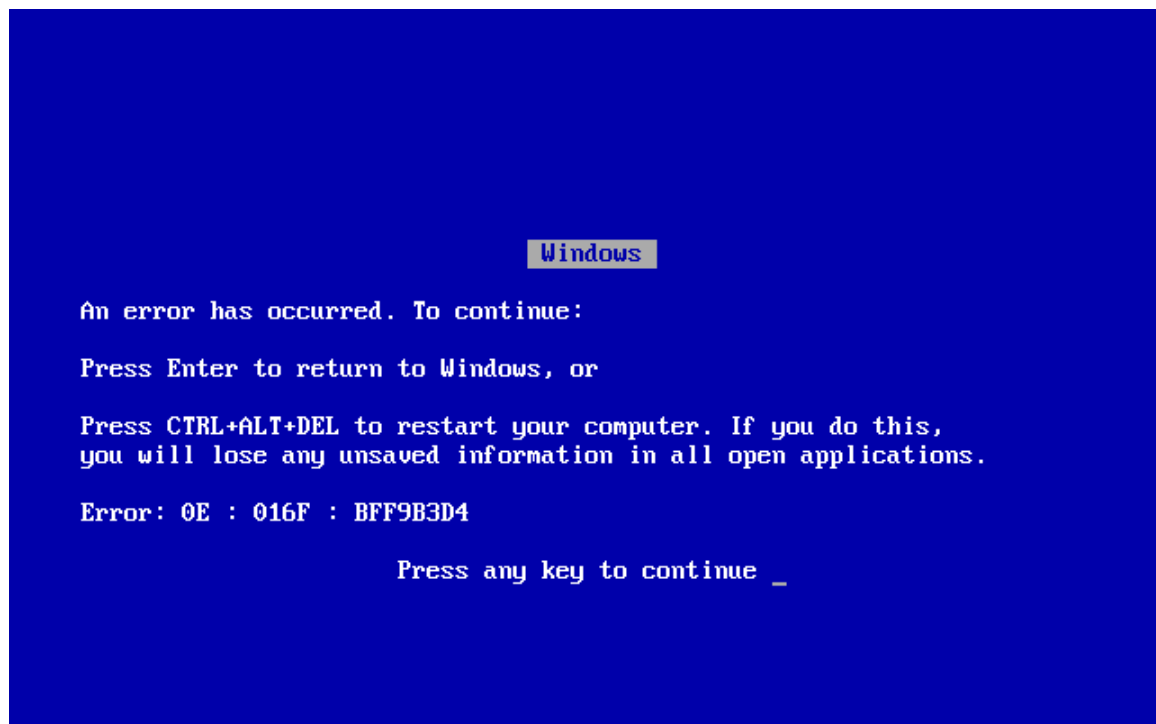 Windows
An error has occurred. To continue:
Press Enter to return to Windows, or
Press CTRL+ALT+DEL to restart your computer. If you do this,
you will lose any unsaved information in all open applications.
Error: 0E : 016F : BFF9B3D4
Press any key to continue _